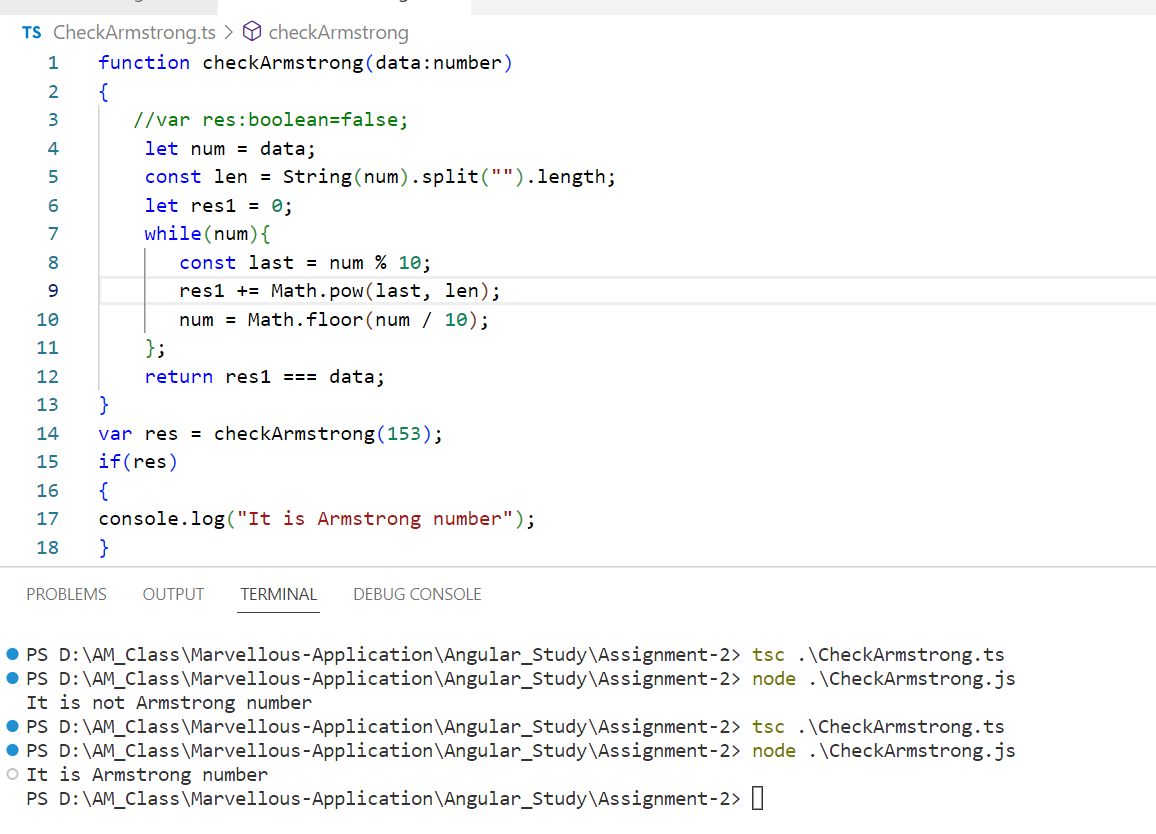 TS CheckArmstrong.ts > checkArmstrong
1 function checkArmstrong(data:number)
2 {
3 //var res:boolean=false;
4 let num = data;
5 const len = String(num).split("").length;
6 let res1 = 0;
7 while(num){
8 const last = num % 10;
9 res1 += Math.pow(last, len);
10 num = Math.floor(num / 10);
11 };
12 return res1 === data;
13 }
14 var res = checkArmstrong(153);
15 if(res)
16 {
17 console.log("It is Armstrong number");
18 }
PROBLEMS OUTPUT TERMINAL DEBUG CONSOLE
PS D:\AM_Class\Marvellous-Application\Angular_Study\Assignment-2> tsc .\CheckArmstrong.ts
PS D:\AM_Class\Marvellous-Application\Angular_Study\Assignment-2> node .\CheckArmstrong.js
It is not Armstrong number
PS D:\AM_Class\Marvellous-Application\Angular_Study\Assignment-2> tsc .\CheckArmstrong.ts
PS D:\AM_Class\Marvellous-Application\Angular_Study\Assignment-2> node .\CheckArmstrong.js
It is Armstrong number
PS D:\AM_Class\Marvellous-Application\Angular_Study\Assignment-2>